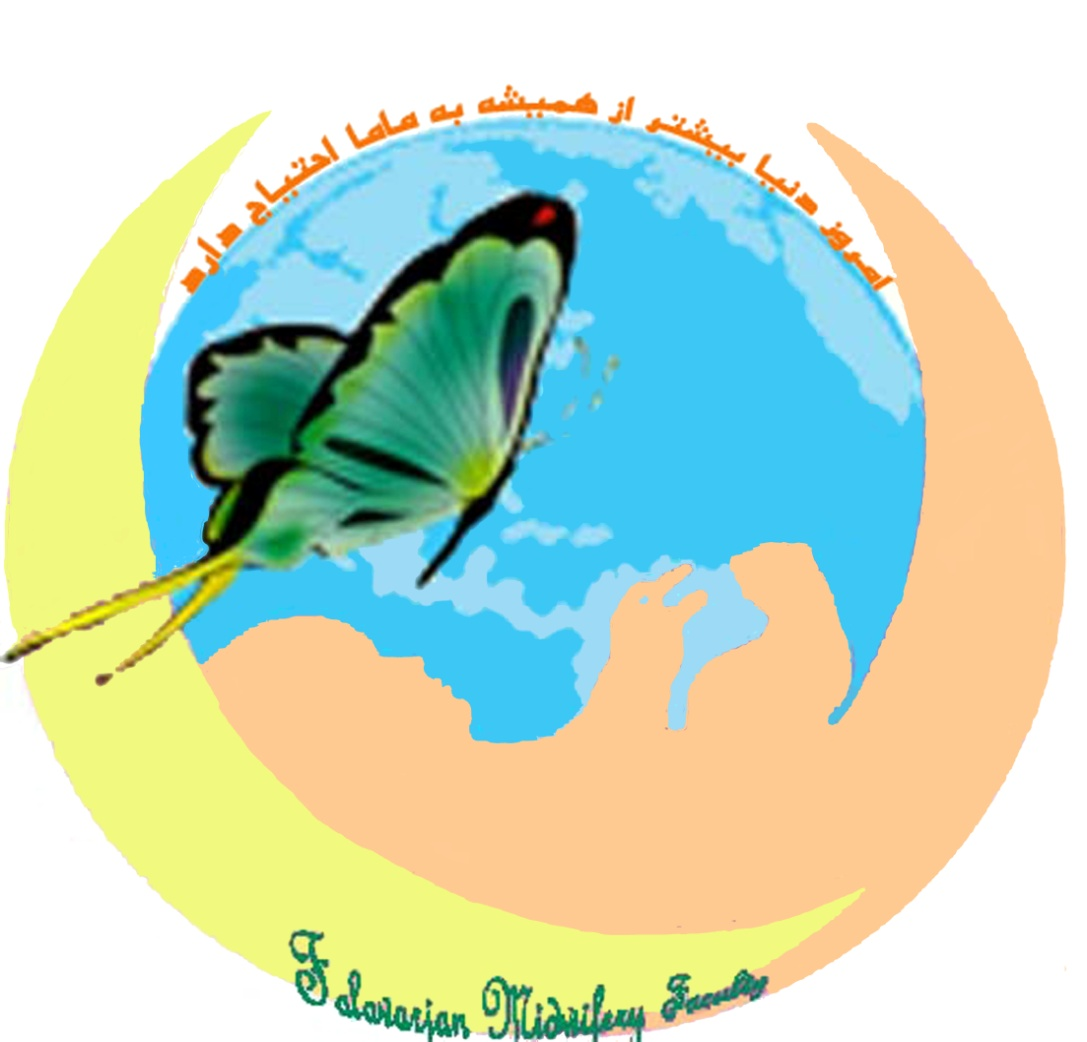 امروز دنیا بیشتر از همیشه به ماما احتیاج دارد
Falavarjan Midwifery Faculty